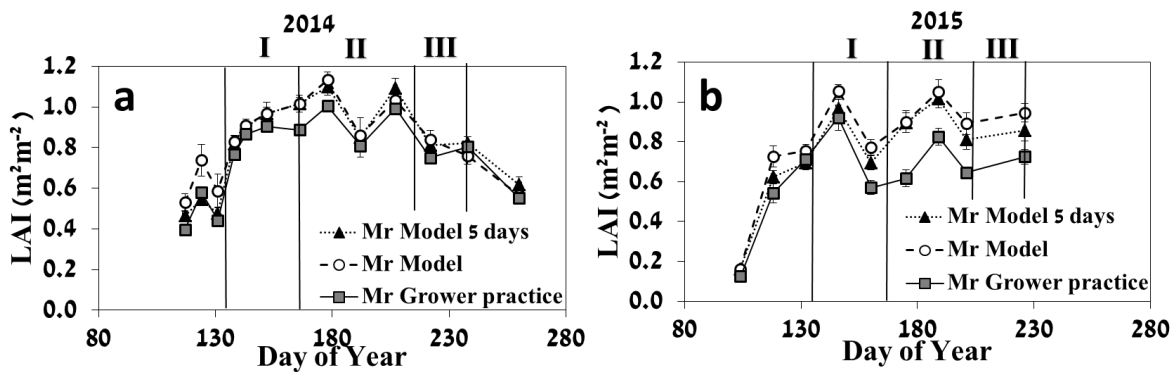 2014
I II III
a
1.2
1.0
0.8
0.6
0.4
0.2
0.0
LAI (m²m⁻²)
Mr Model 5 days
Mr Model
Mr Grower practice
80 130 180 230 280
Day of Year
2015
I II III
b
1.2
1.0
0.8
0.6
0.4
0.2
0.0
LAI (m²m⁻²)
Mr Model 5 days
Mr Model
Mr Grower practice
80 130 180 230 280
Day of Year